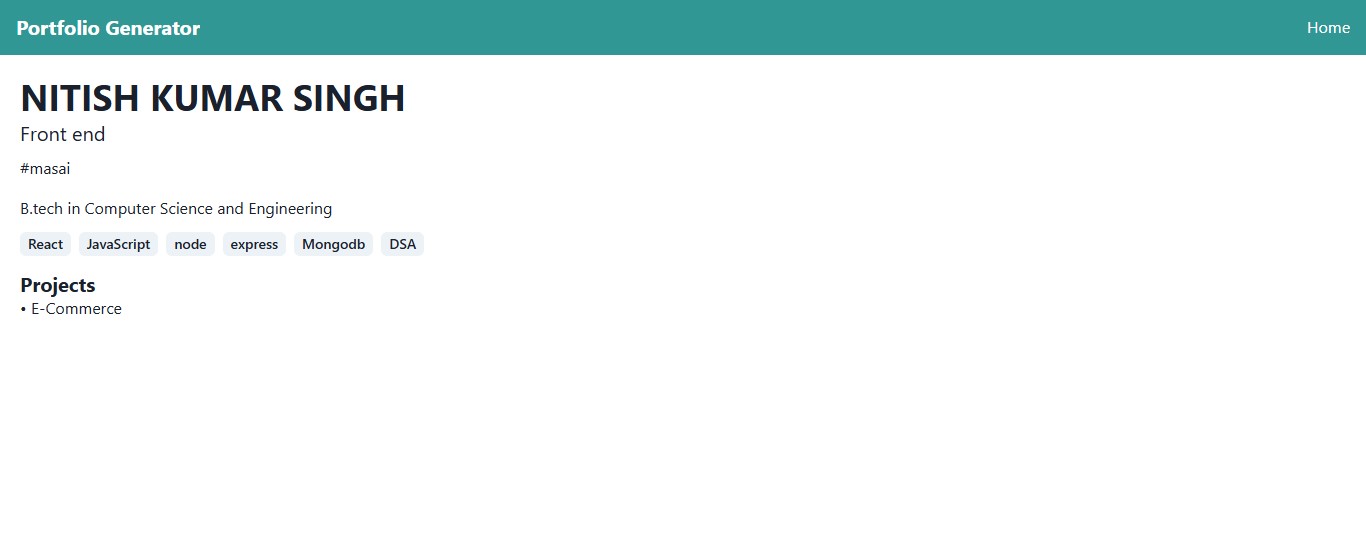 Portfolio Generator Home
NITISH KUMAR SINGH
Front end
#masai
B.tech in Computer Science and Engineering
React JavaScript node express Mongodb DSA
Projects
• E-Commerce